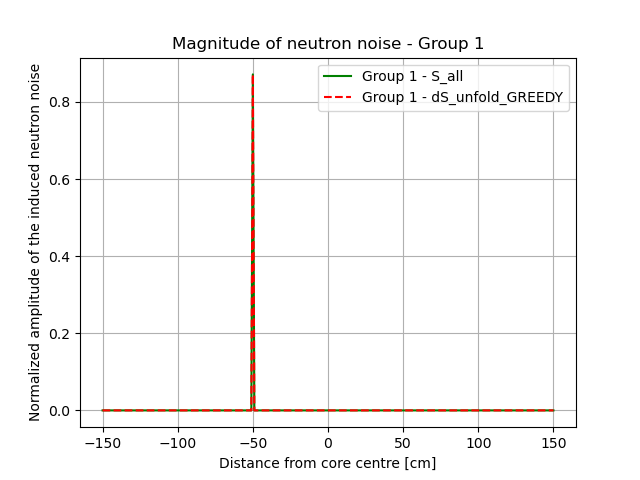 Magnitude of neutron noise - Group 1
Normalized amplitude of the induced neutron noise
Group 1 - S_all
Group 1 - dS_unfold_GREEDY
0.8
0.6
0.4
0.2
0.0
−150
−100
−50
0
50
100
150
Distance from core centre [cm]